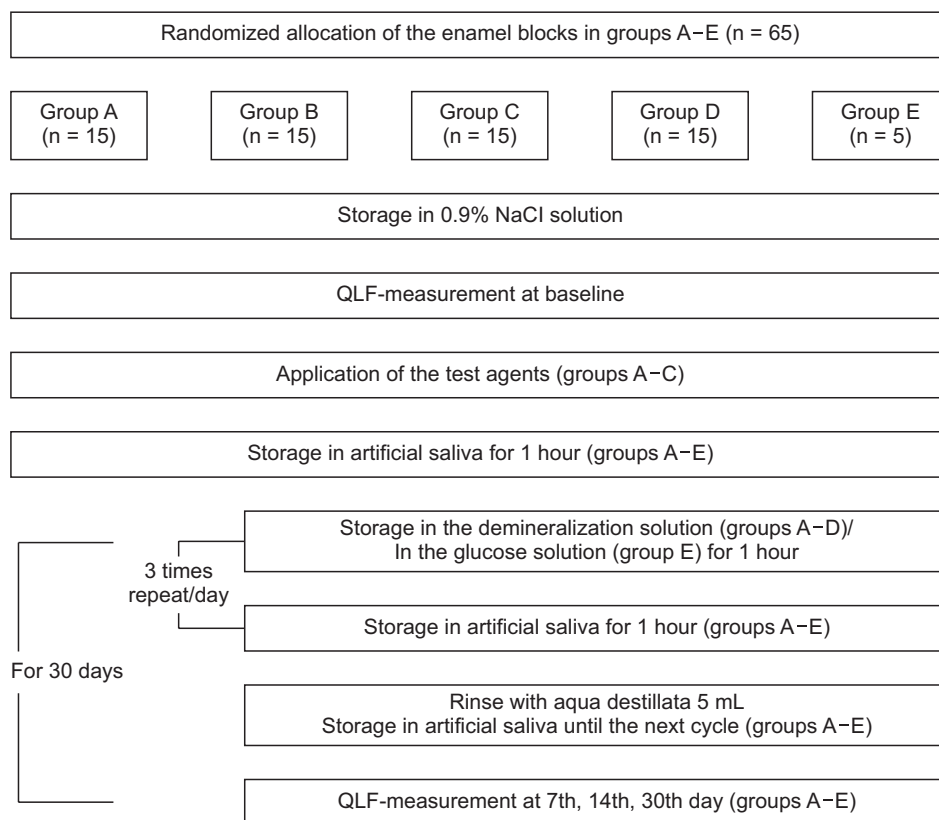 Randomized allocation of the enamel blocks in groups A−E (n = 65)
Group A
(n = 15)
Group B
(n = 15)
Group C
(n = 15)
Group D
(n = 15)
Group E
(n = 5)
Storage in 0.9% NaCl solution
QLF-measurement at baseline
Application of the test agents (groups A−C)
Storage in artificial saliva for 1 hour (groups A−E)
Storage in the demineralization solution (groups A−D)/
In the glucose solution (group E) for 1 hour
3 times
repeat/day
Storage in artificial saliva for 1 hour (groups A−E)
For 30 days
Rinse with aqua destillata 5 mL
Storage in artificial saliva until the next cycle (groups A−E)
QLF-measurement at 7th, 14th, 30th day (groups A−E)